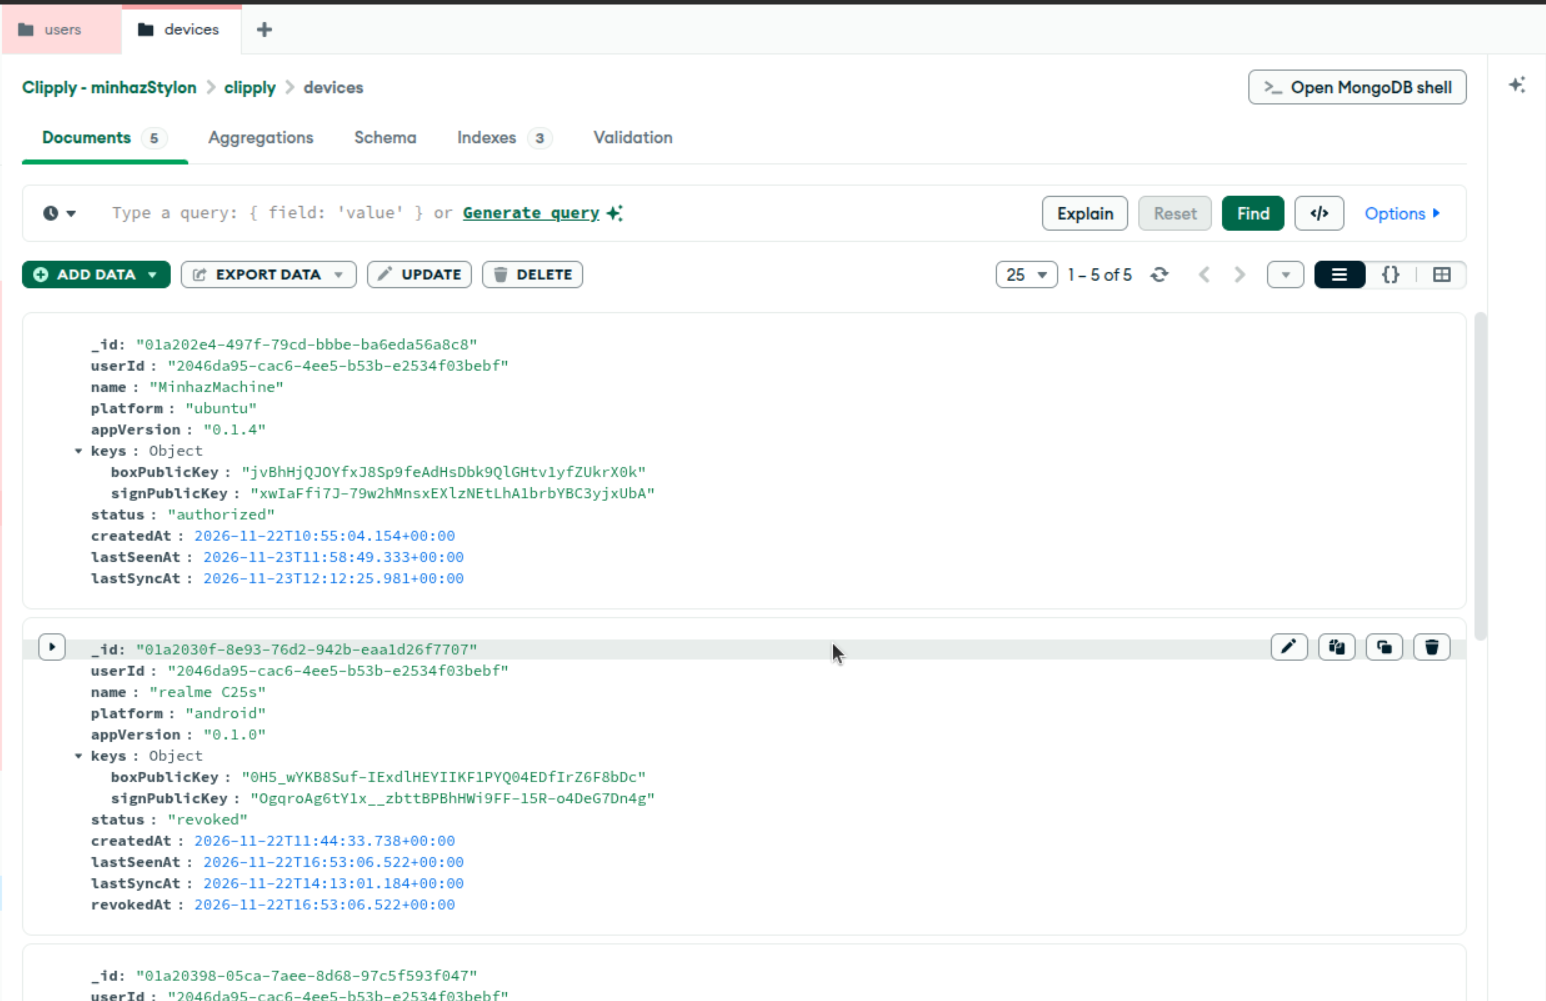 users
devices
Clipply - minhazStylon > clipply > devices
>_ Open MongoDB shell
Documents 5 Aggregations Schema Indexes 3 Validation
Type a query: { field: 'value' } or Generate query
Explain Reset Find </> Options
ADD DATA EXPORT DATA UPDATE DELETE
25 1 – 5 of 5 {}
_id: "01a202e4-497f-79cd-bbbe-ba6eda56a8c8"
userId : "2046da95-cac6-4ee5-b53b-e2534f03bebf"
name : "MinhazMachine"
platform : "ubuntu"
appVersion : "0.1.4"
keys : Object
boxPublicKey : "jvBhHjQJOYfxJ8Sp9feAdHsDbk9QlGHtv1yfZUkrX0k"
signPublicKey : "xwIaFfi7J-79w2hMnsxEXlzNEtLhA1brbYBC3yjxUbA"
status : "authorized"
createdAt : 2026-11-22T10:55:04.154+00:00
lastSeenAt : 2026-11-23T11:58:49.333+00:00
lastSyncAt : 2026-11-23T12:12:25.981+00:00
_id: "01a2030f-8e93-76d2-942b-eaa1d26f7707"
userId : "2046da95-cac6-4ee5-b53b-e2534f03bebf"
name : "realme C25s"
platform : "android"
appVersion : "0.1.0"
keys : Object
boxPublicKey : "0H5_wYKB8Suf-IExdlHEYIIKF1PYQ04EDfIrZ6F8bDc"
signPublicKey : "OgqroAg6tY1x__zbttBPBhHWi9FF-15R-o4DeG7Dn4g"
status : "revoked"
createdAt : 2026-11-22T11:44:33.738+00:00
lastSeenAt : 2026-11-22T16:53:06.522+00:00
lastSyncAt : 2026-11-22T14:13:01.184+00:00
revokedAt : 2026-11-22T16:53:06.522+00:00
_id: "01a20398-05ca-7aee-8d68-97c5f593f047"
userId : "2046da95-cac6-4ee5-b53b-e2534f03bebf"